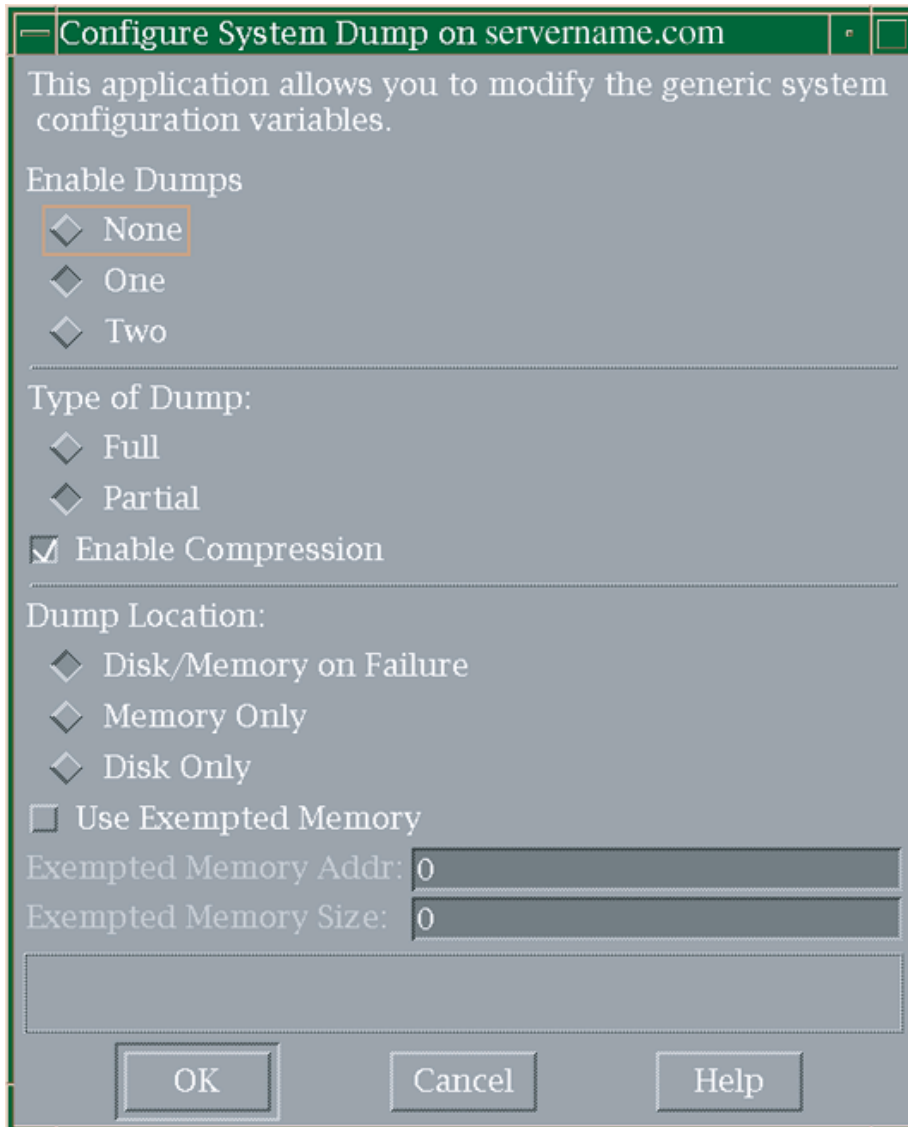 Configure System Dump on servername.com
This application allows you to modify the generic system
configuration variables.
Enable Dumps
None
One
Two
Type of Dump:
Full
Partial
Enable Compression
Dump Location:
Disk/Memory on Failure
Memory Only
Disk Only
Use Exempted Memory
Exempted Memory Addr: 0
Exempted Memory Size: 0
OK Cancel Help